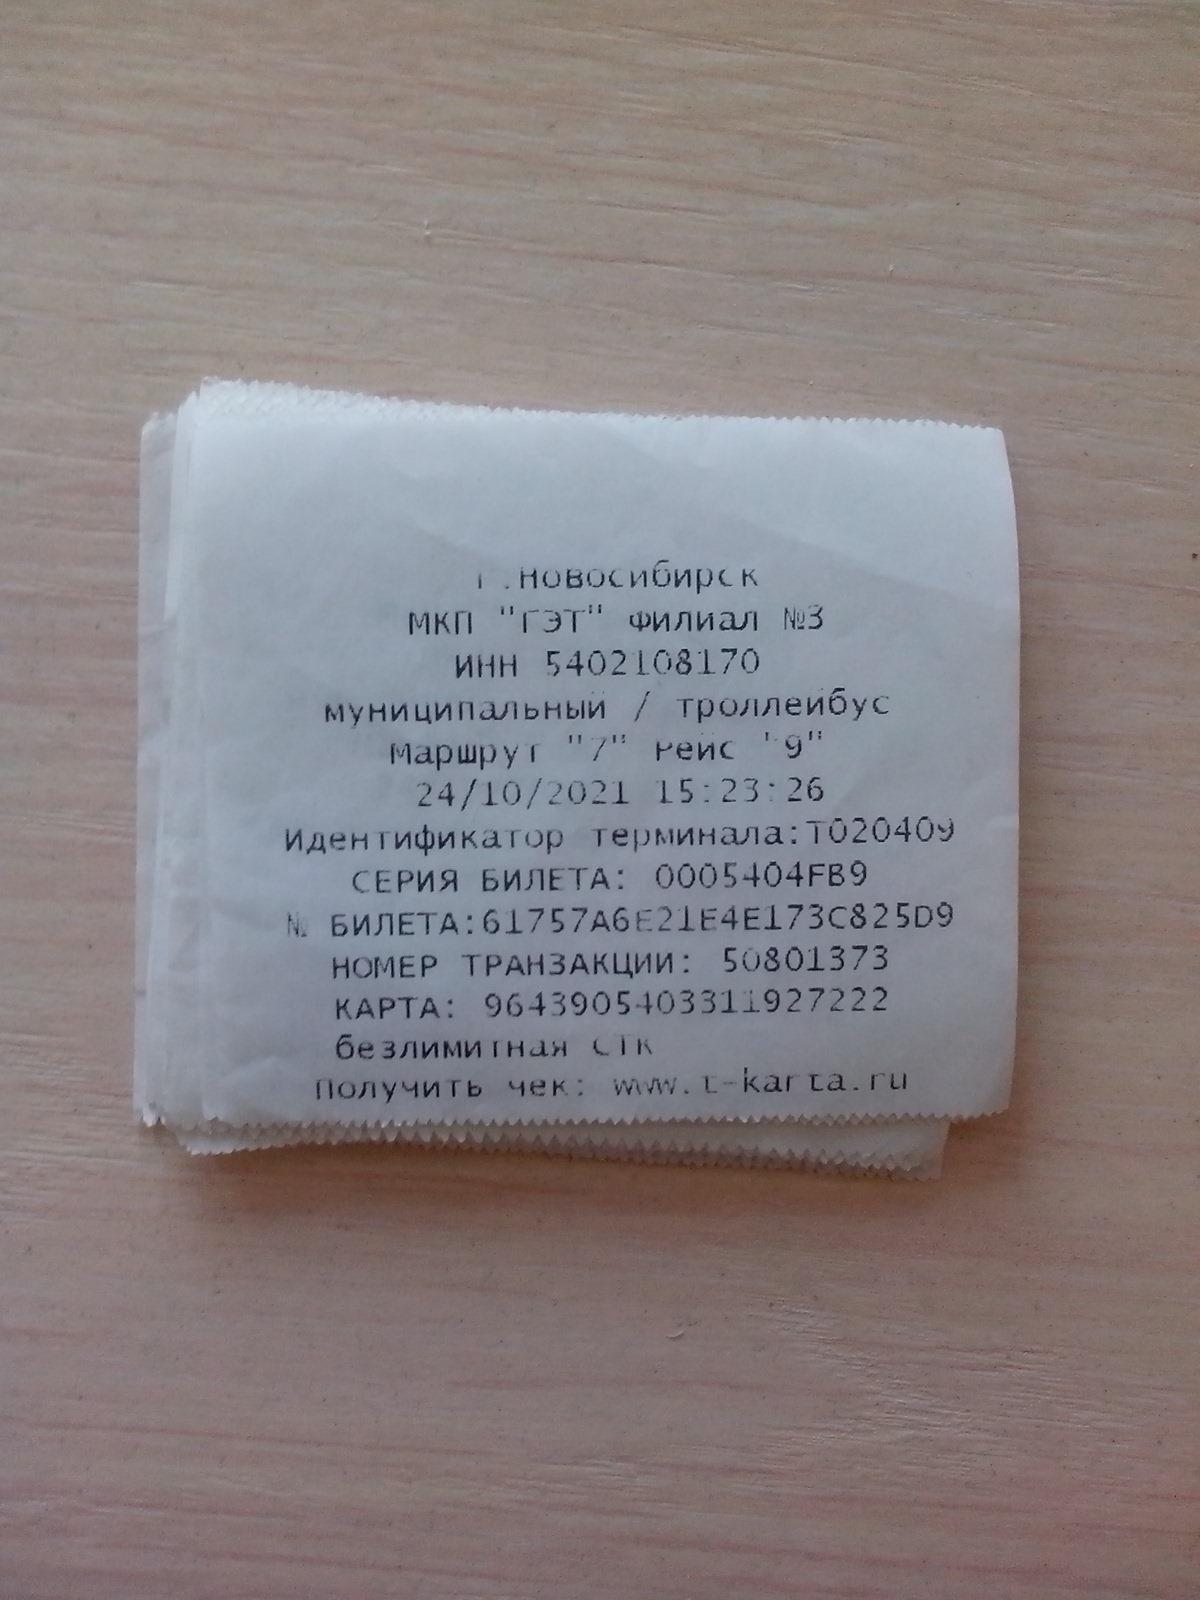 г.Новосибирск
МКП "ГЭТ" Филиал №3
ИНН 5402108170
муниципальный / троллейбус
Маршрут "7" Рейс "9"
24/10/2021 15:23:26
Идентификатор терминала:T020409
СЕРИЯ БИЛЕТА: 0005404FB9
№ БИЛЕТА:61757A6E21E4E173C825D9
НОМЕР ТРАНЗАКЦИИ: 50801373
КАРТА: 9643905403311927222
безлимитная СТК
Получить чек: www.t-karta.ru